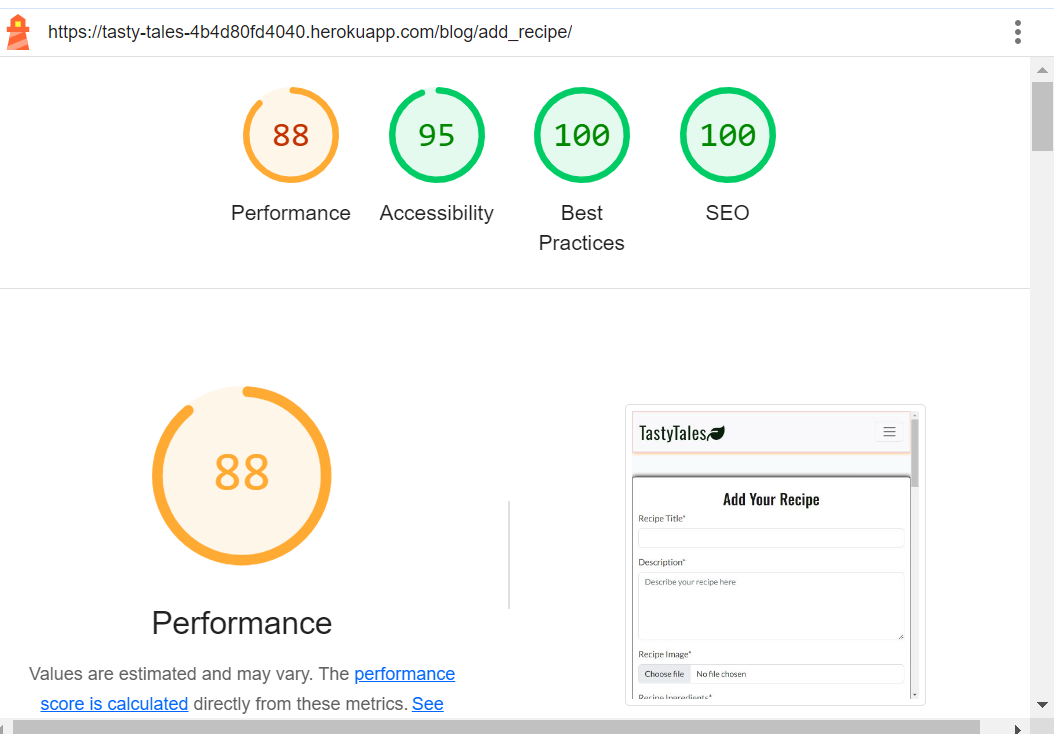 https://tasty-tales-4b4d80fd4040.herokuapp.com/blog/add_recipe/
88
95
100
100
Performance
Accessibility
Best
Practices
SEO
88
Performance
Values are estimated and may vary. The performance
score is calculated directly from these metrics. See
TastyTales
Add Your Recipe
Recipe Title*
Description*
Describe your recipe here
Recipe Image*
Choose file No file chosen
Recipe Ingredients*